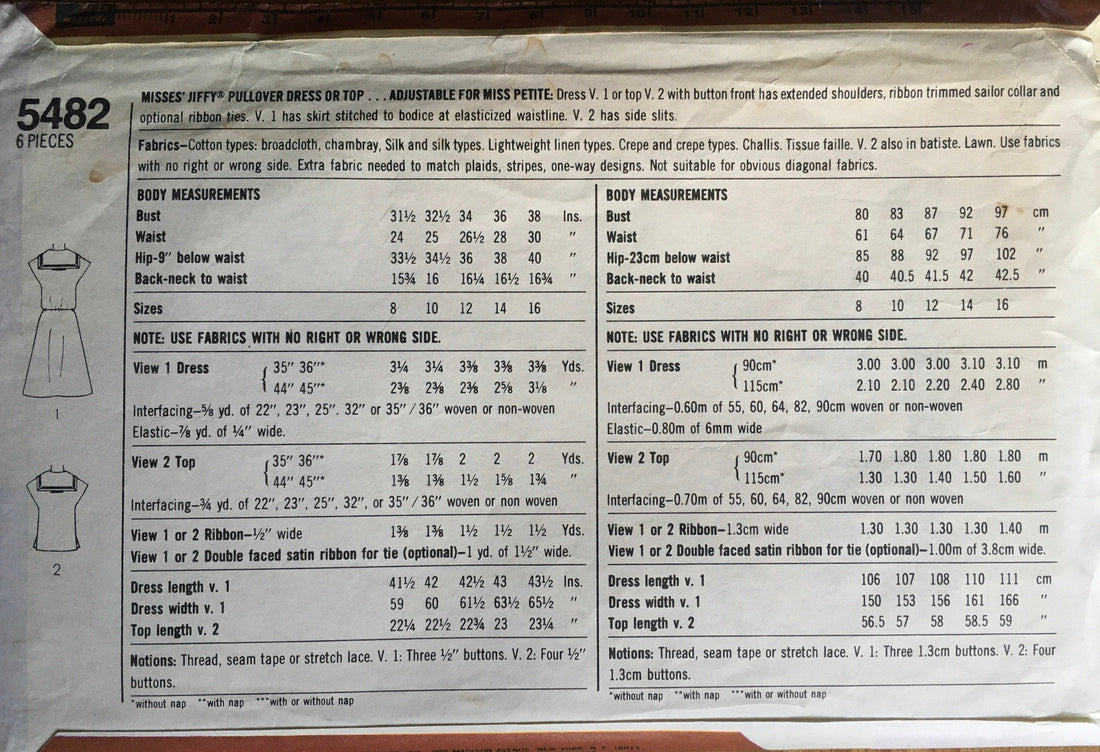 5482
6 PIECES
MISSES' JIFFY® PULLOVER DRESS OR TOP . . . ADJUSTABLE FOR MISS PETITE: Dress V. 1 or top V. 2 with button front has extended shoulders, ribbon trimmed sailor collar and
optional ribbon ties. V. 1 has skirt stitched to bodice at elasticized waistline. V. 2 has side slits.
Fabrics–Cotton types: broadcloth, chambray, Silk and silk types. Lightweight linen types. Crepe and crepe types. Challis. Tissue faille. V. 2 also in batiste. Lawn. Use fabrics
with no right or wrong side. Extra fabric needed to match plaids, stripes, one-way designs. Not suitable for obvious diagonal fabrics.
BODY MEASUREMENTS
Bust 31½ 32½ 34 36 38 Ins.
Waist 24 25 26½ 28 30 "
Hip-9" below waist 33½ 34½ 36 38 40 "
Back-neck to waist 15¾ 16 16¼ 16½ 16¾ "
Sizes 8 10 12 14 16
NOTE: USE FABRICS WITH NO RIGHT OR WRONG SIDE.
View 1 Dress 35" 36"* 3¼ 3¼ 3⅜ 3⅜ 3⅜ Yds.
44" 45"* 2⅜ 2⅜ 2⅜ 2⅝ 3⅛ "
Interfacing–⅝ yd. of 22", 23", 25". 32" or 35"/36" woven or non-woven
Elastic–⅞ yd. of ¼" wide.
View 2 Top 35" 36"* 1⅞ 1⅞ 2 2 2 Yds.
44" 45"* 1⅜ 1⅜ 1½ 1⅝ 1¾ "
Interfacing–¾ yd. of 22", 23", 25", 32", or 35"/36" woven or non woven
View 1 or 2 Ribbon–½" wide 1⅜ 1⅜ 1½ 1½ 1½ Yds.
View 1 or 2 Double faced satin ribbon for tie (optional)–1 yd. of 1½" wide.
Dress length v. 1 41½ 42 42½ 43 43½ Ins.
Dress width v. 1 59 60 61½ 63½ 65½ "
Top length v. 2 22¼ 22½ 22¾ 23 23¼ "
Notions: Thread, seam tape or stretch lace. V. 1: Three ½" buttons. V. 2: Four ½"
buttons.
*without nap **with nap ***with or without nap
BODY MEASUREMENTS
Bust 80 83 87 92 97 cm
Waist 61 64 67 71 76 "
Hip-23cm below waist 85 88 92 97 102 "
Back-neck to waist 40 40.5 41.5 42 42.5 "
Sizes 8 10 12 14 16
NOTE: USE FABRICS WITH NO RIGHT OR WRONG SIDE.
View 1 Dress 90cm* 3.00 3.00 3.00 3.10 3.10 m
115cm* 2.10 2.10 2.20 2.40 2.80 "
Interfacing–0.60m of 55, 60, 64, 82, 90cm woven or non-woven
Elastic–0.80m of 6mm wide
View 2 Top 90cm* 1.70 1.80 1.80 1.80 1.80 m
115cm* 1.30 1.30 1.40 1.50 1.60 "
Interfacing–0.70m of 55, 60, 64, 82, 90cm woven or non-woven
View 1 or 2 Ribbon–1.3cm wide 1.30 1.30 1.30 1.30 1.40 m
View 1 or 2 Double faced satin ribbon for tie (optional)–1.00m of 3.8cm wide.
Dress length v. 1 106 107 108 110 111 cm
Dress width v. 1 150 153 156 161 166 "
Top length v. 2 56.5 57 58 58.5 59 "
Notions: Thread, seam tape or stretch lace. V. 1: Three 1.3cm buttons. V. 2: Four
1.3cm buttons.
*without nap **with nap ***with or without nap
1
2
MADISON AVENUE, NEW YORK, N.Y.